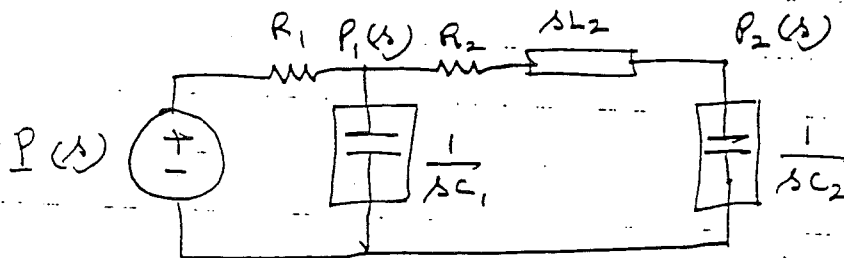 R₁ P₁(s) R₂ sL₂ P₂(s)
P(s)
+
-
1/sC₁
1/sC₂